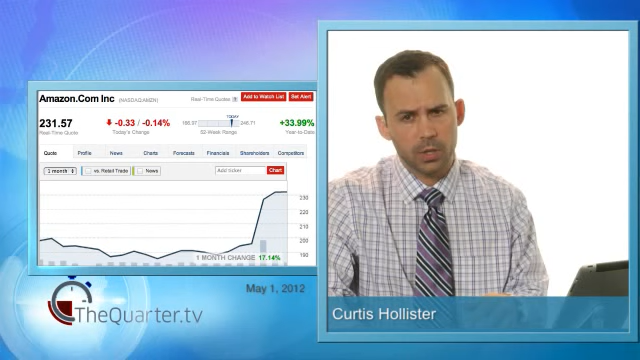 Amazon.Com Inc (NASDAQ:AMZN) Real-Time Quotes Add to Watch List Set Alert
231.57 -0.33 / -0.14% 186.97 TODAY 246.71 +33.99%
Real-Time Quote Today's Change 52-Week Range Year-to-Date
Quote Profile News Charts Forecasts Financials Shareholders Competitors
1 month vs. Retail Trade News Add ticker Chart
230
220
210
200
190
1 MONTH CHANGE 17.14%
May 1, 2012
TheQuarter.tv
Curtis Hollister